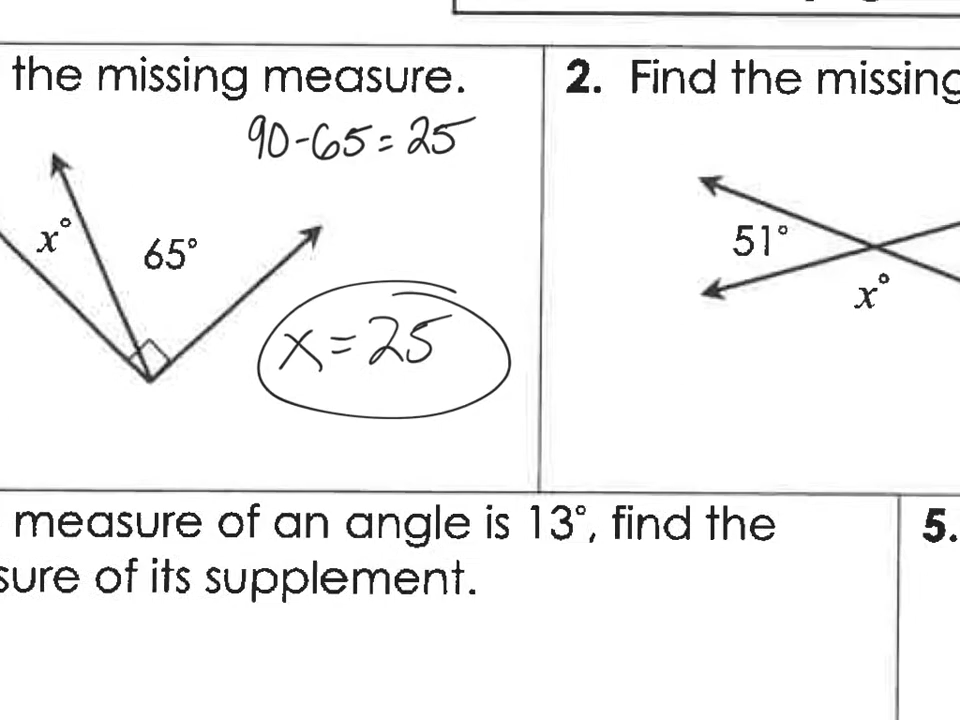 the missing measure.
90-65=25
x°
65°
x=25
2. Find the missing
51°
x°
measure of an angle is 13°, find the
sure of its supplement.
5.